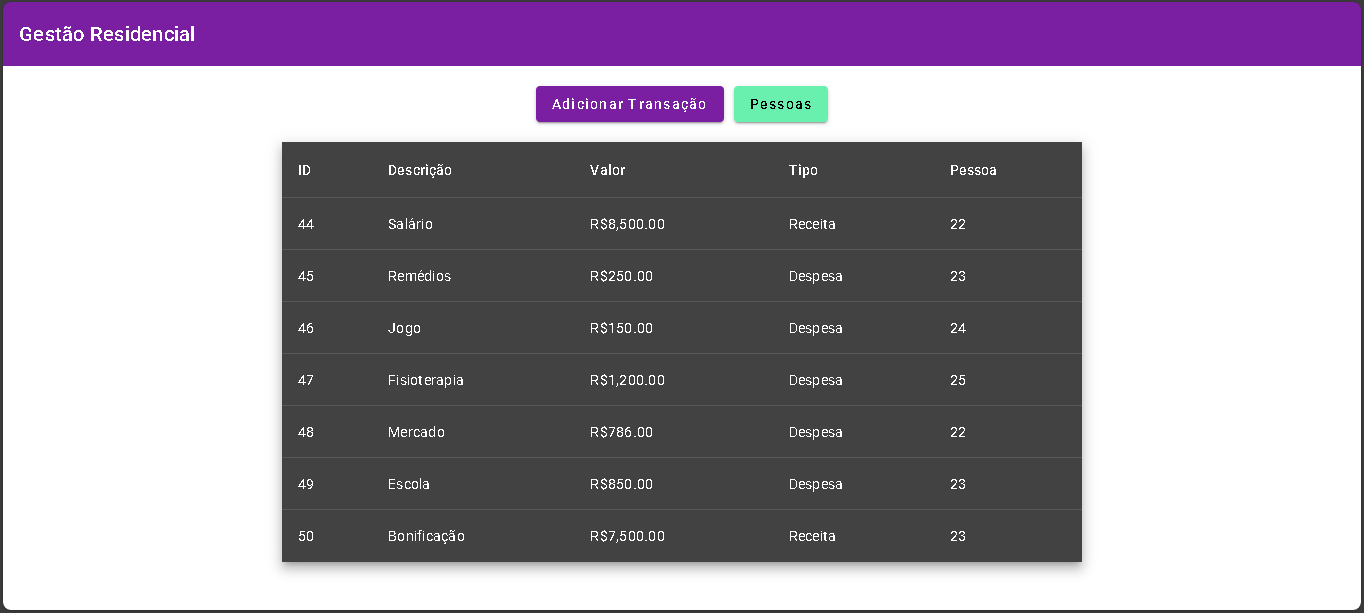 Gestão Residencial
Adicionar Transação Pessoas
ID Descrição Valor Tipo Pessoa
44 Salário R$8,500.00 Receita 22
45 Remédios R$250.00 Despesa 23
46 Jogo R$150.00 Despesa 24
47 Fisioterapia R$1,200.00 Despesa 25
48 Mercado R$786.00 Despesa 22
49 Escola R$850.00 Despesa 23
50 Bonificação R$7,500.00 Receita 23